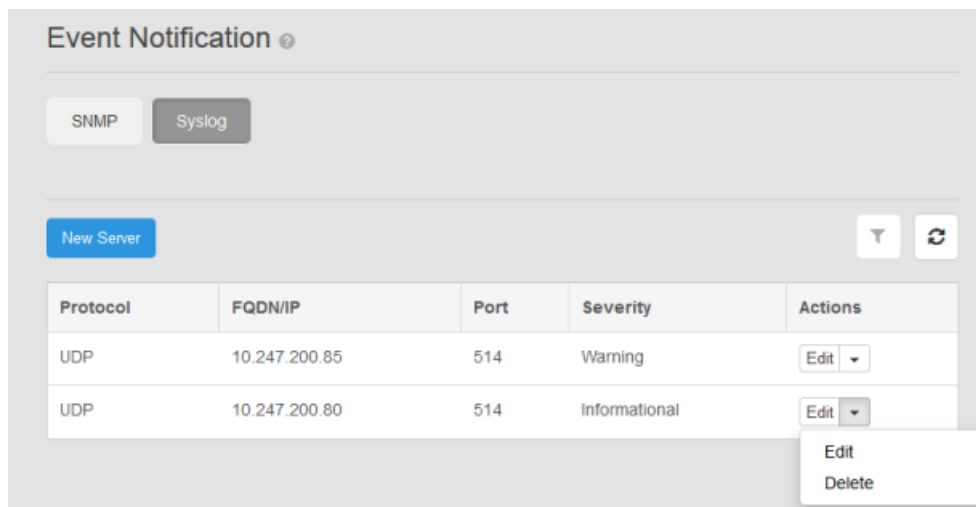 Event Notification
SNMP Syslog
New Server
Protocol FQDN/IP Port Severity Actions
UDP 10.247.200.85 514 Warning Edit
UDP 10.247.200.80 514 Informational Edit
Edit
Delete